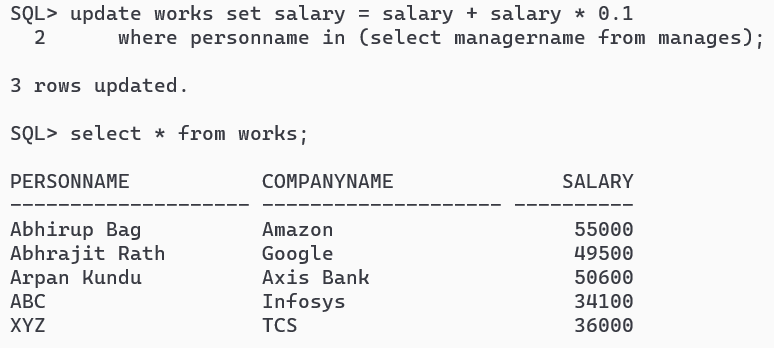 SQL> update works set salary = salary + salary * 0.1
  2      where personname in (select managername from manages);
3 rows updated.
SQL> select * from works;
PERSONNAME           COMPANYNAME              SALARY
-------------------- -------------------- ----------
Abhirup Bag          Amazon                    55000
Abhrajit Rath        Google                    49500
Arpan Kundu          Axis Bank                 50600
ABC                  Infosys                   34100
XYZ                  TCS                       36000